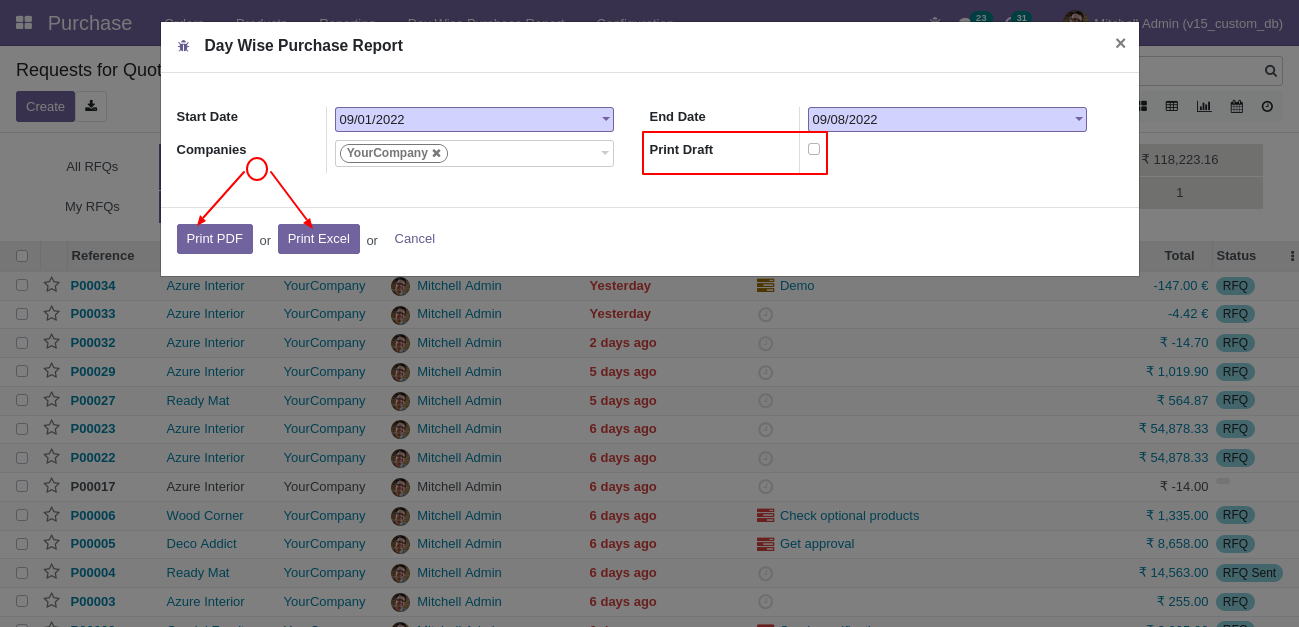 Purchase Orders Products Reporting Day Wise Purchase Report Configuration 23 31 Mitchell Admin (v15_custom_db)
Day Wise Purchase Report ×
Requests for Quot
Create
Start Date 09/01/2022 End Date 09/08/2022
Companies YourCompany Print Draft
All RFQs ₹ 118,223.16
My RFQs 1
Print PDF or Print Excel or Cancel
Reference Total Status
P00034 Azure Interior YourCompany Mitchell Admin Yesterday Demo -147.00 € RFQ
P00033 Azure Interior YourCompany Mitchell Admin Yesterday -4.42 € RFQ
P00032 Azure Interior YourCompany Mitchell Admin 2 days ago ₹ -14.70 RFQ
P00029 Azure Interior YourCompany Mitchell Admin 5 days ago ₹ 1,019.90 RFQ
P00027 Ready Mat YourCompany Mitchell Admin 5 days ago ₹ 564.87 RFQ
P00023 Azure Interior YourCompany Mitchell Admin 6 days ago ₹ 54,878.33 RFQ
P00022 Azure Interior YourCompany Mitchell Admin 6 days ago ₹ 54,878.33 RFQ
P00017 Azure Interior YourCompany Mitchell Admin 6 days ago ₹ -14.00
P00006 Wood Corner YourCompany Mitchell Admin 6 days ago Check optional products ₹ 1,335.00 RFQ
P00005 Deco Addict YourCompany Mitchell Admin 6 days ago Get approval ₹ 8,658.00 RFQ
P00004 Ready Mat YourCompany Mitchell Admin 6 days ago ₹ 14,563.00 RFQ Sent
P00003 Azure Interior YourCompany Mitchell Admin 6 days ago ₹ 255.00 RFQ